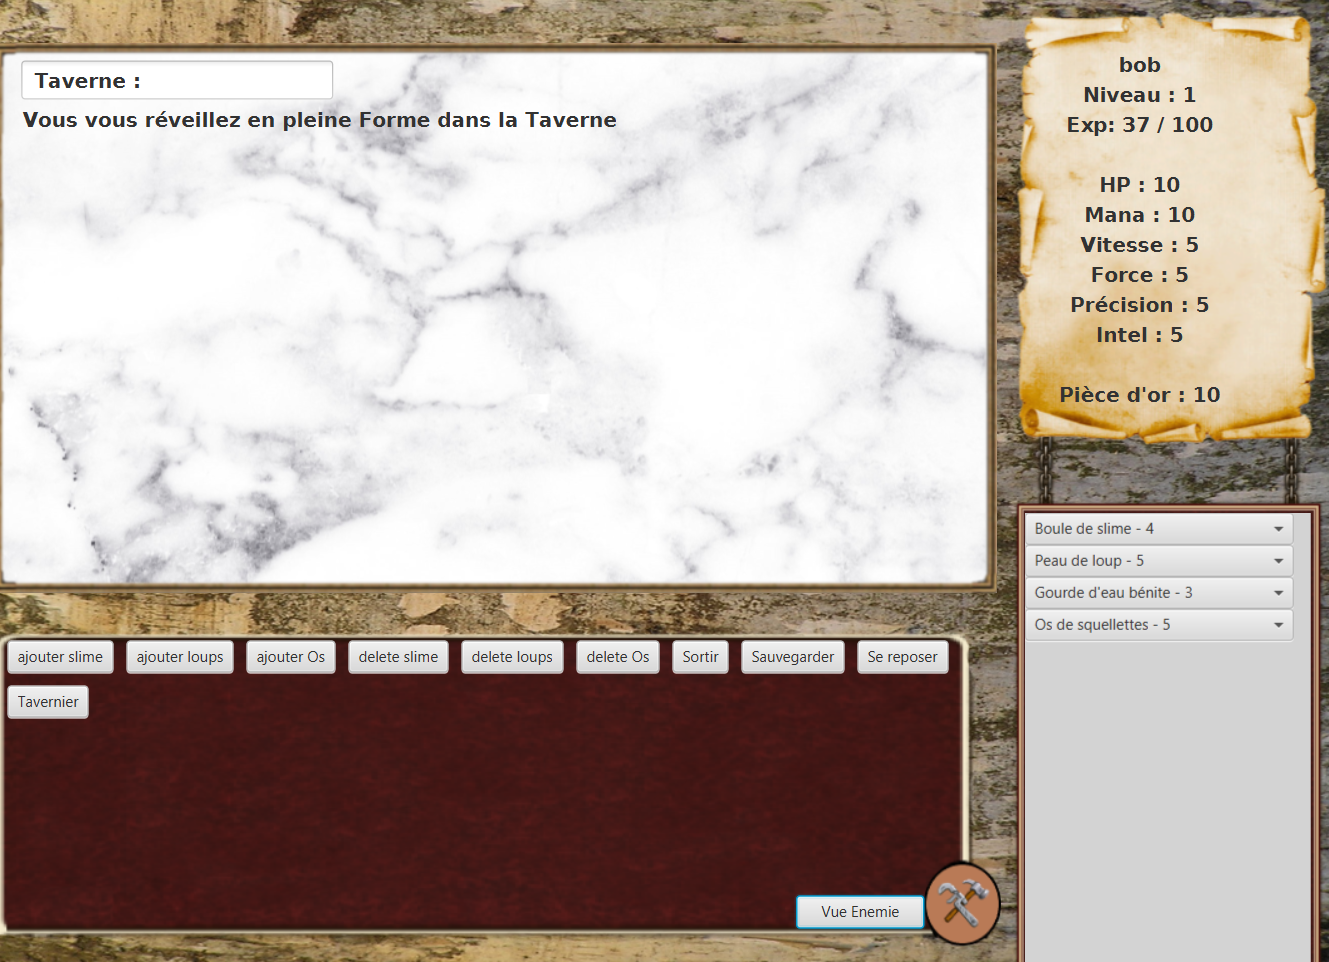 Taverne :
Vous vous réveillez en pleine Forme dans la Taverne
bob
Niveau : 1
Exp: 37 / 100
HP : 10
Mana : 10
Vitesse : 5
Force : 5
Précision : 5
Intel : 5
Pièce d'or : 10
Boule de slime - 4
Peau de loup - 5
Gourde d'eau bénite - 3
Os de squellettes - 5
ajouter slime
ajouter loups
ajouter Os
delete slime
delete loups
delete Os
Sortir
Sauvegarder
Se reposer
Tavernier
Vue Enemie